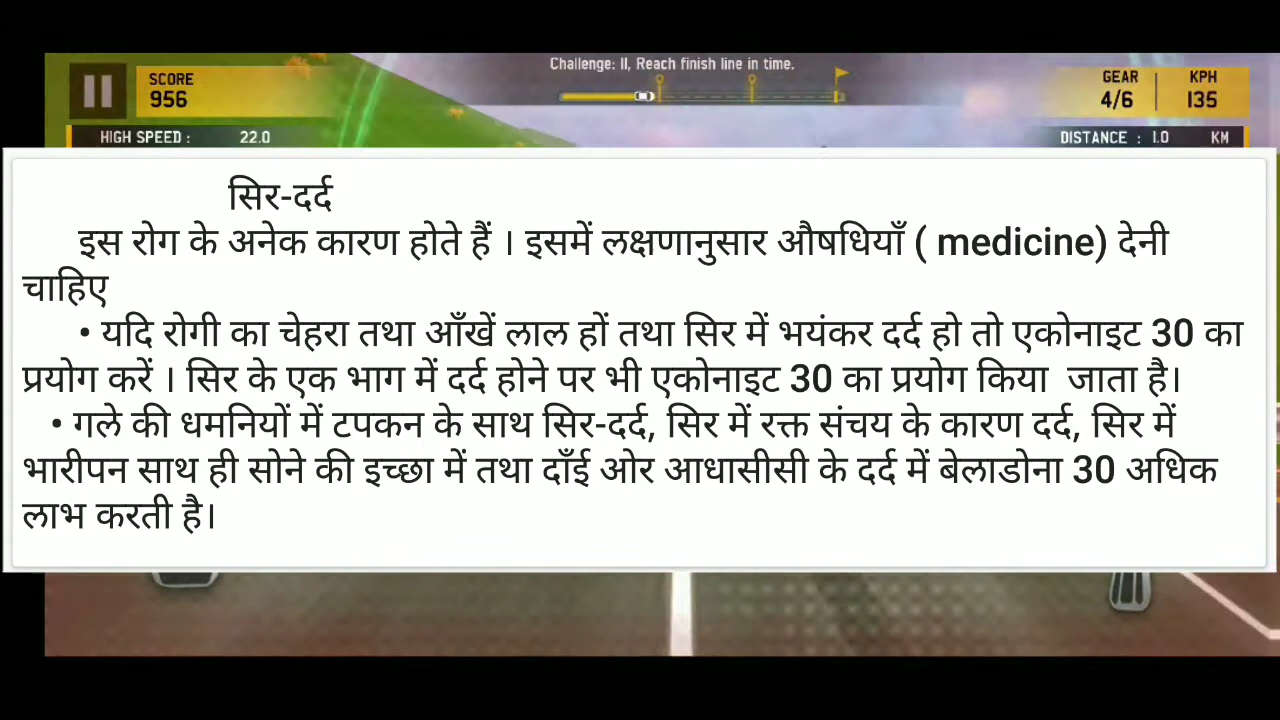 Challenge: II, Reach finish line in time.
SCORE
956
GEAR
4/6
KPH
135
HIGH SPEED : 22.0
DISTANCE : 1.0 KM
सिर-दर्द
इस रोग के अनेक कारण होते हैं । इसमें लक्षणानुसार औषधियाँ ( medicine) देनी
चाहिए
• यदि रोगी का चेहरा तथा आँखें लाल हों तथा सिर में भयंकर दर्द हो तो एकोनाइट 30 का
प्रयोग करें । सिर के एक भाग में दर्द होने पर भी एकोनाइट 30 का प्रयोग किया जाता है।
• गले की धमनियों में टपकन के साथ सिर-दर्द, सिर में रक्त संचय के कारण दर्द, सिर में
भारीपन साथ ही सोने की इच्छा में तथा दाँई ओर आधासीसी के दर्द में बेलाडोना 30 अधिक
लाभ करती है।